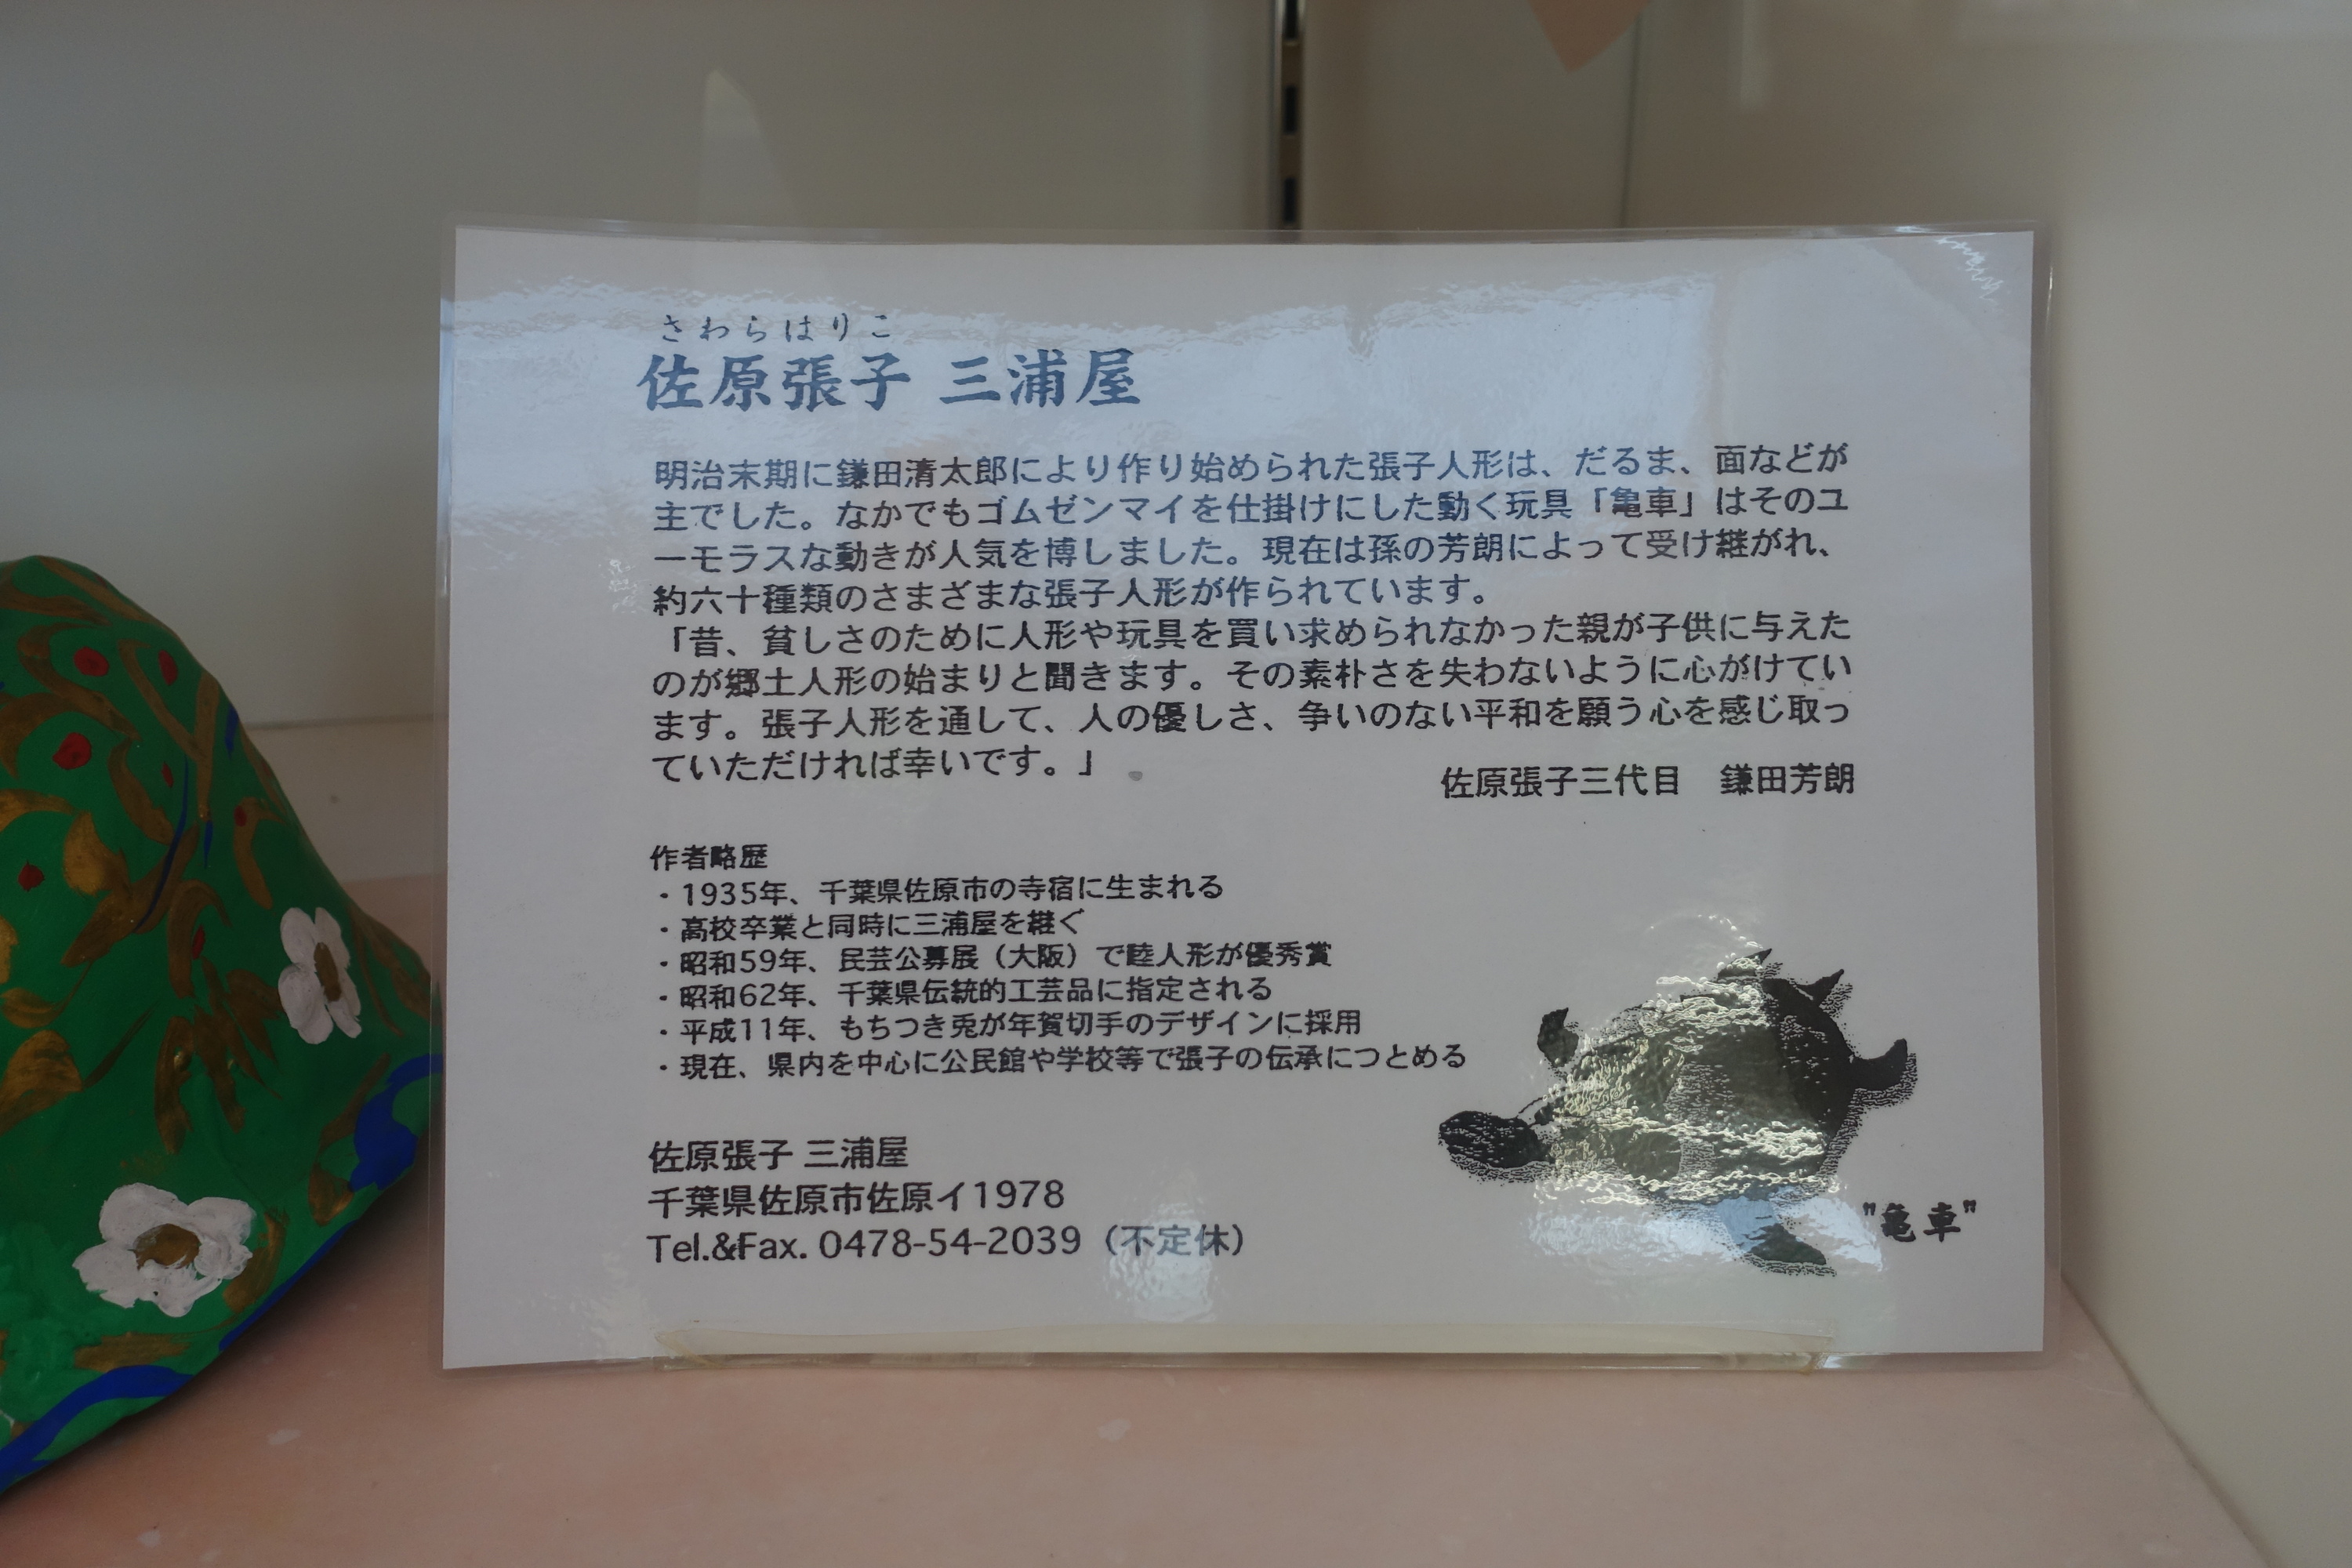 さわらはりこ
佐原張子 三浦屋
明治末期に鎌田清太郎により作り始められた張子人形は、だるま、面などが
主でした。なかでもゴムゼンマイを仕掛けにした動く玩具「亀車」はそのユ
ーモラスな動きが人気を博しました。現在は孫の芳朗によって受け継がれ、
約六十種類のさまざまな張子人形が作られています。
「昔、貧しさのために人形や玩具を買い求められなかった親が子供に与えた
のが郷土人形の始まりと聞きます。その素朴さを失わないように心がけてい
ます。張子人形を通して、人の優しさ、争いのない平和を願う心を感じ取っ
ていただければ幸いです。」
佐原張子三代目 鎌田芳朗
作者略歴
・1935年、千葉県佐原市の寺宿に生まれる
・高校卒業と同時に三浦屋を継ぐ
・昭和59年、民芸公募展（大阪）で睦人形が優秀賞
・昭和62年、千葉県伝統的工芸品に指定される
・平成11年、もちつき兎が年賀切手のデザインに採用
・現在、県内を中心に公民館や学校等で張子の伝承につとめる
佐原張子 三浦屋
千葉県佐原市佐原イ1978
Tel.&Fax. 0478-54-2039（不定休）
"亀車"